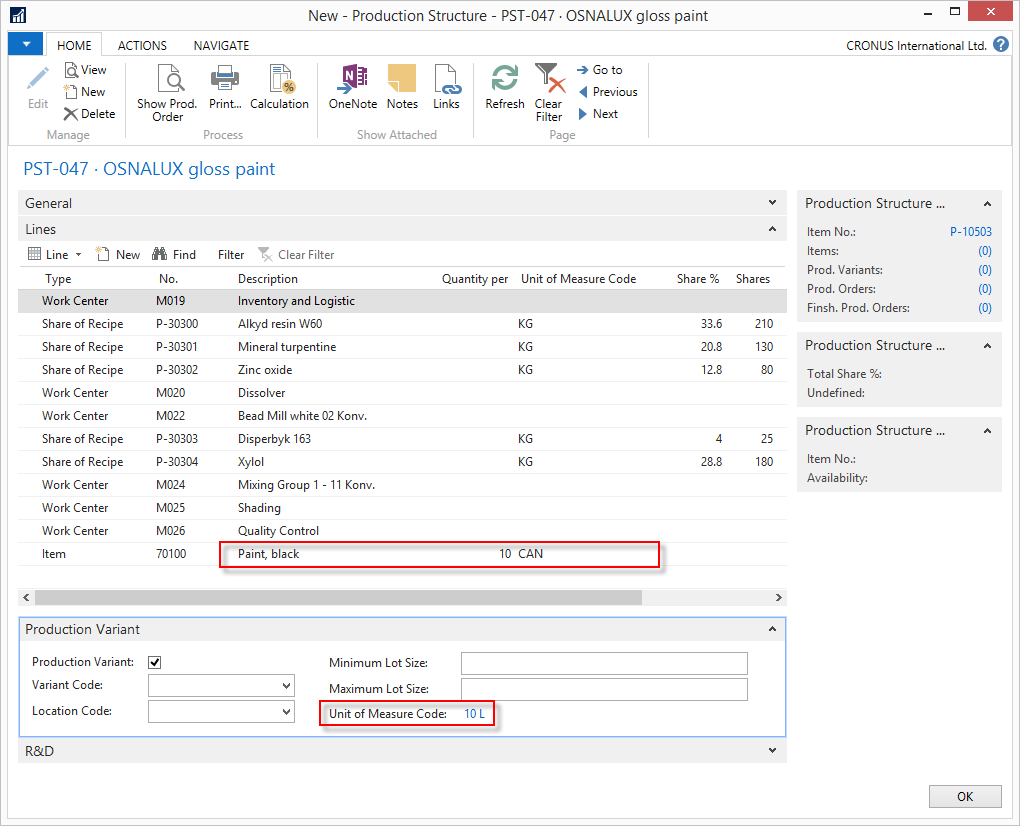 New - Production Structure - PST-047 · OSNALUX gloss paint
HOME ACTIONS NAVIGATE CRONUS International Ltd.
Edit
View
New
Delete
Manage
Show Prod. Order
Print...
Calculation
Process
OneNote
Notes
Links
Show Attached
Refresh
Clear Filter
Go to
Previous
Next
Page
PST-047 · OSNALUX gloss paint
General
Lines
Line New Find Filter Clear Filter
Type No. Description Quantity per Unit of Measure Code Share % Shares
Work Center M019 Inventory and Logistic
Share of Recipe P-30300 Alkyd resin W60 KG 33.6 210
Share of Recipe P-30301 Mineral turpentine KG 20.8 130
Share of Recipe P-30302 Zinc oxide KG 12.8 80
Work Center M020 Dissolver
Work Center M022 Bead Mill white 02 Konv.
Share of Recipe P-30303 Disperbyk 163 KG 4 25
Share of Recipe P-30304 Xylol KG 28.8 180
Work Center M024 Mixing Group 1 - 11 Konv.
Work Center M025 Shading
Work Center M026 Quality Control
Item 70100 Paint, black 10 CAN
Production Variant
Production Variant:
Variant Code:
Location Code:
Minimum Lot Size:
Maximum Lot Size:
Unit of Measure Code: 10 L
R&D
Production Structure ...
Item No.: P-10503
Items: (0)
Prod. Variants: (0)
Prod. Orders: (0)
Finsh. Prod. Orders: (0)
Production Structure ...
Total Share %:
Undefined:
Production Structure ...
Item No.:
Availability:
OK